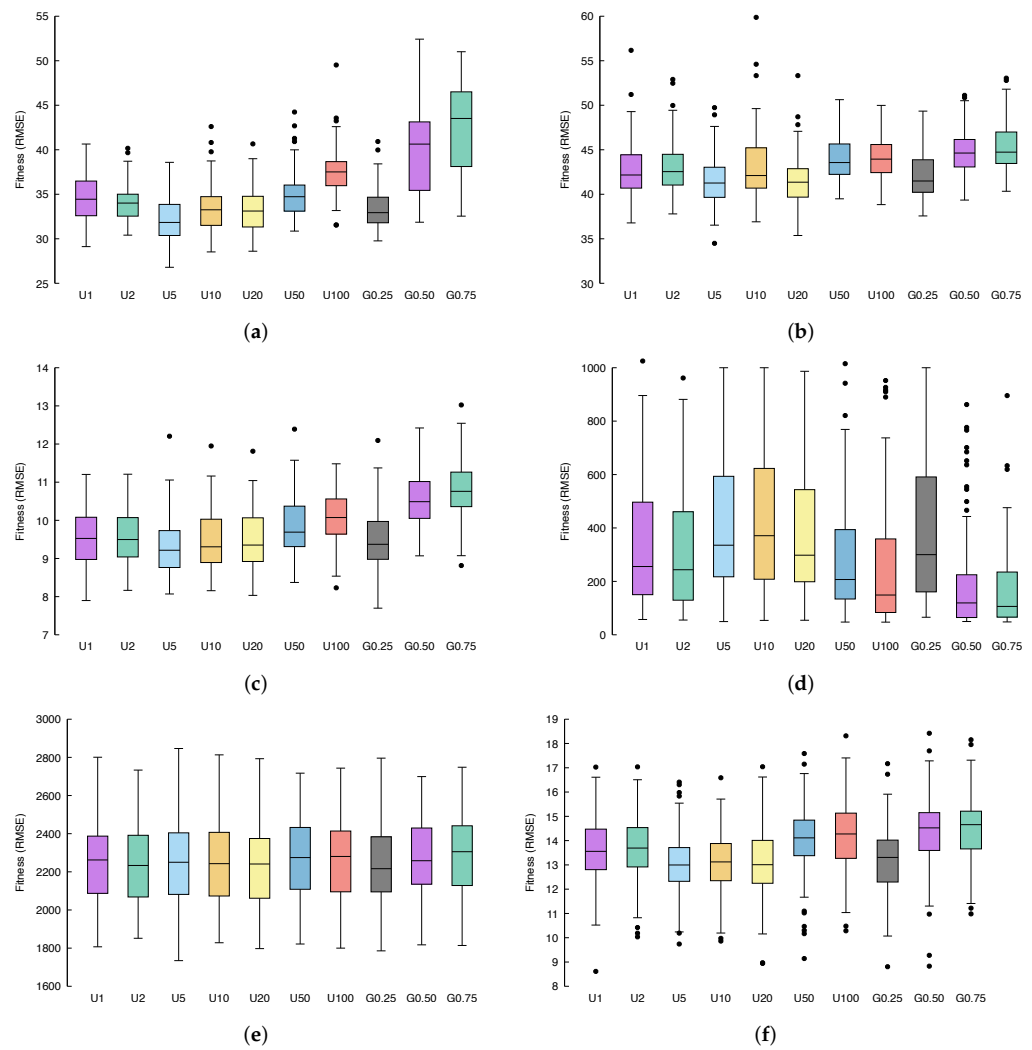 55
50
45
40
35
30
25
Fitness (RMSE)
U1 U2 U5 U10 U20 U50 U100 G0.25 G0.50 G0.75
(a)
60
55
50
45
40
35
30
Fitness (RMSE)
U1 U2 U5 U10 U20 U50 U100 G0.25 G0.50 G0.75
(b)
14
13
12
11
10
9
8
7
Fitness (RMSE)
U1 U2 U5 U10 U20 U50 U100 G0.25 G0.50 G0.75
(c)
1000
800
600
400
200
0
Fitness (RMSE)
U1 U2 U5 U10 U20 U50 U100 G0.25 G0.50 G0.75
(d)
3000
2800
2600
2400
2200
2000
1800
1600
Fitness (RMSE)
U1 U2 U5 U10 U20 U50 U100 G0.25 G0.50 G0.75
(e)
19
18
17
16
15
14
13
12
11
10
9
8
Fitness (RMSE)
U1 U2 U5 U10 U20 U50 U100 G0.25 G0.50 G0.75
(f)